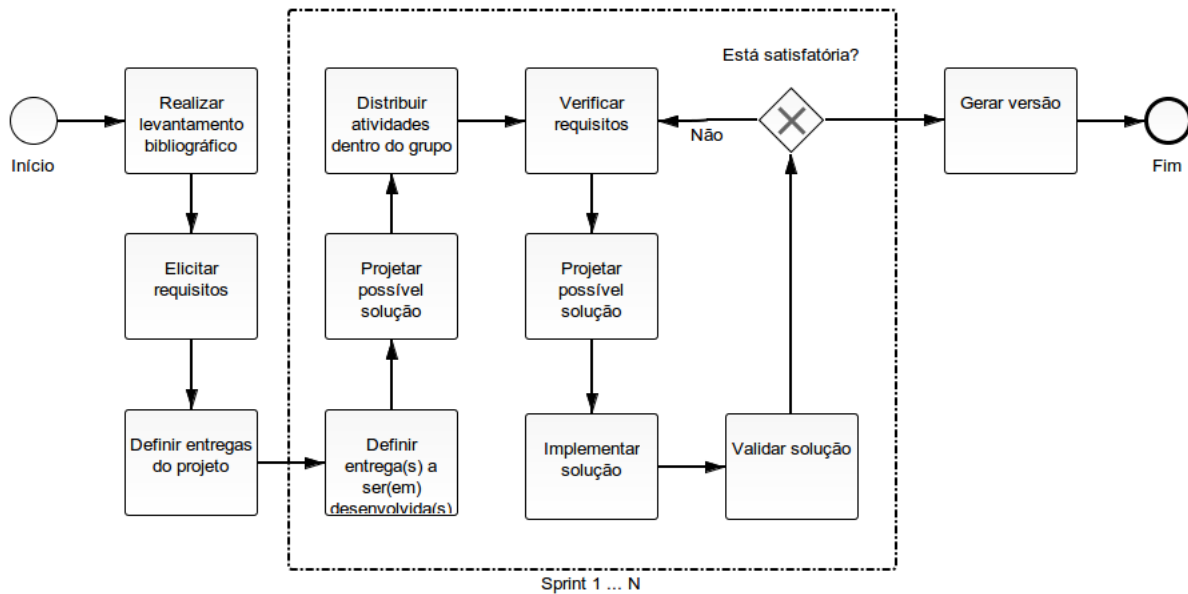 Início
Realizar
levantamento
bibliográfico
Elicitar
requisitos
Definir entregas
do projeto
Definir
entrega(s) a
ser(em)
desenvolvida(s)
Projetar
possível
solução
Distribuir
atividades
dentro do grupo
Verificar
requisitos
Projetar
possível
solução
Implementar
solução
Validar solução
Está satisfatória?
Não
Gerar versão
Fim
Sprint 1 ... N